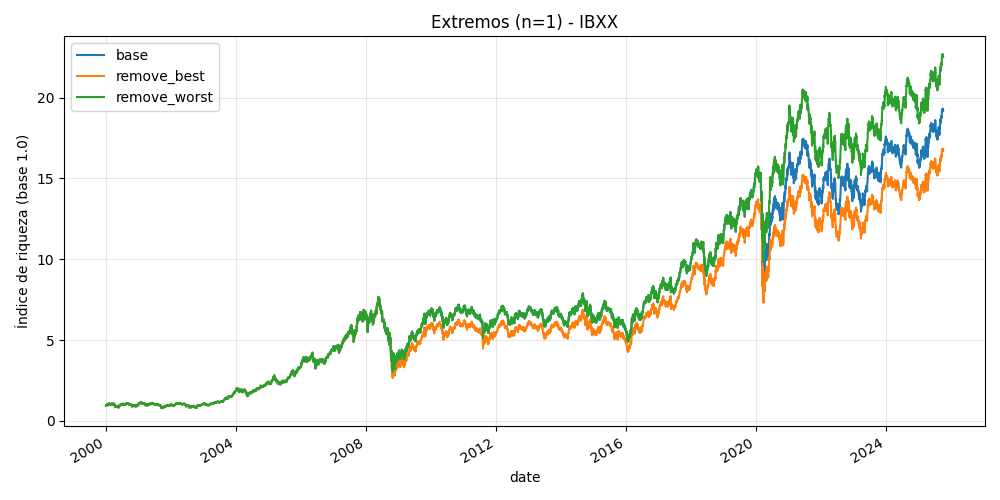 Extremos (n=1) - IBXX
base
remove_best
remove_worst
Índice de riqueza (base 1.0)
20
15
10
5
0
2000
2004
2008
2012
2016
2020
2024
date